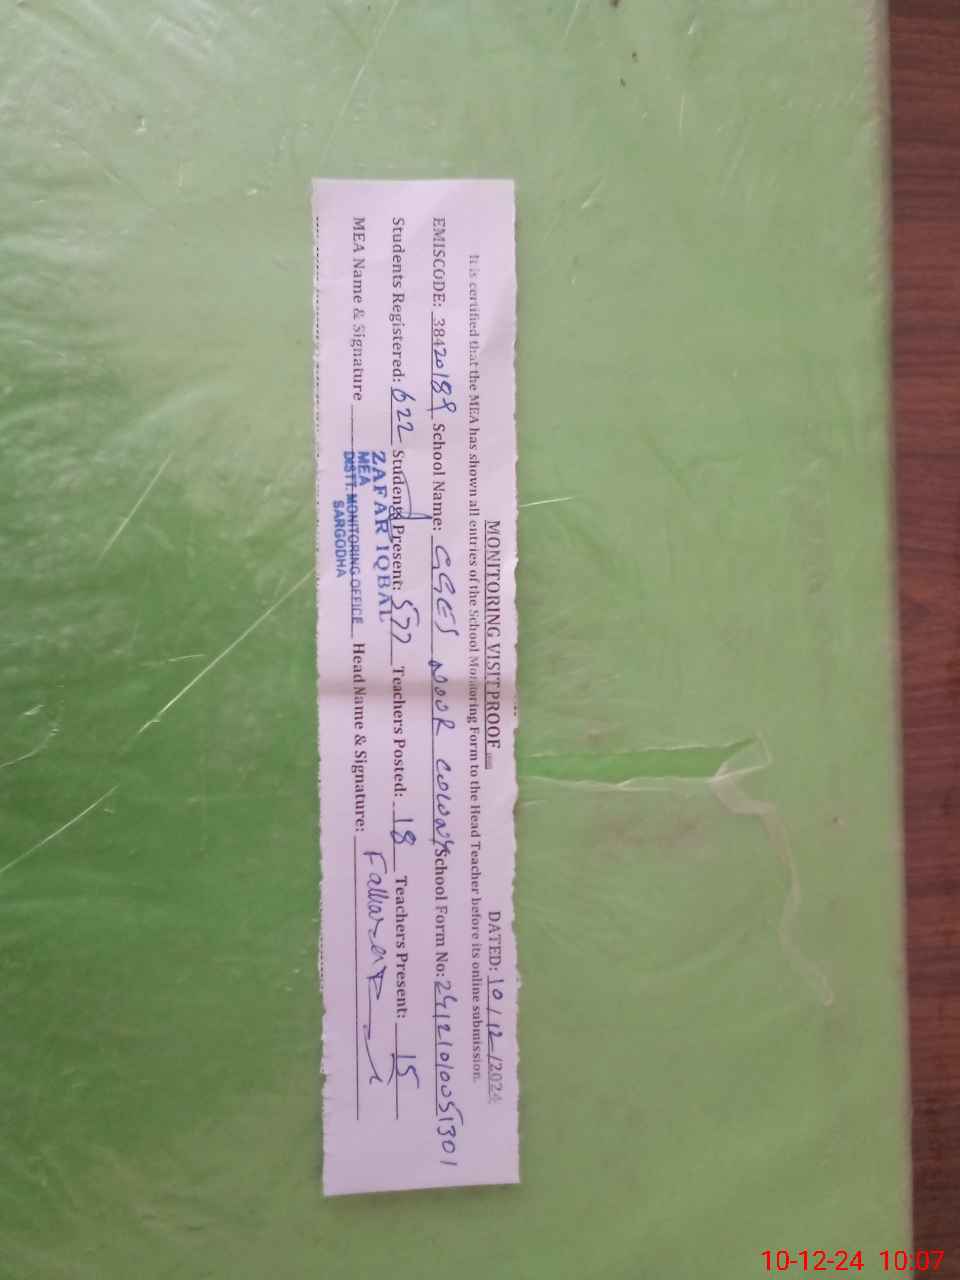 MONITORING VISIT PROOF DATED: 10/12/2024
It is certified that the MEA has shown all entries of the School Monitoring Form to the Head Teacher before its online submission.
EMISCODE: 38420189 School Name: GGES NOOR COLONY School Form No: 24121010051301
Students Registered: 622 Students Present: 577 Teachers Posted: 18 Teachers Present: 15
MEA Name & Signature Head Name & Signature:
ZAFAR IQBAL
MEA
DISTT. MONITORING OFFICE
SARGODHA
10-12-24 10:07